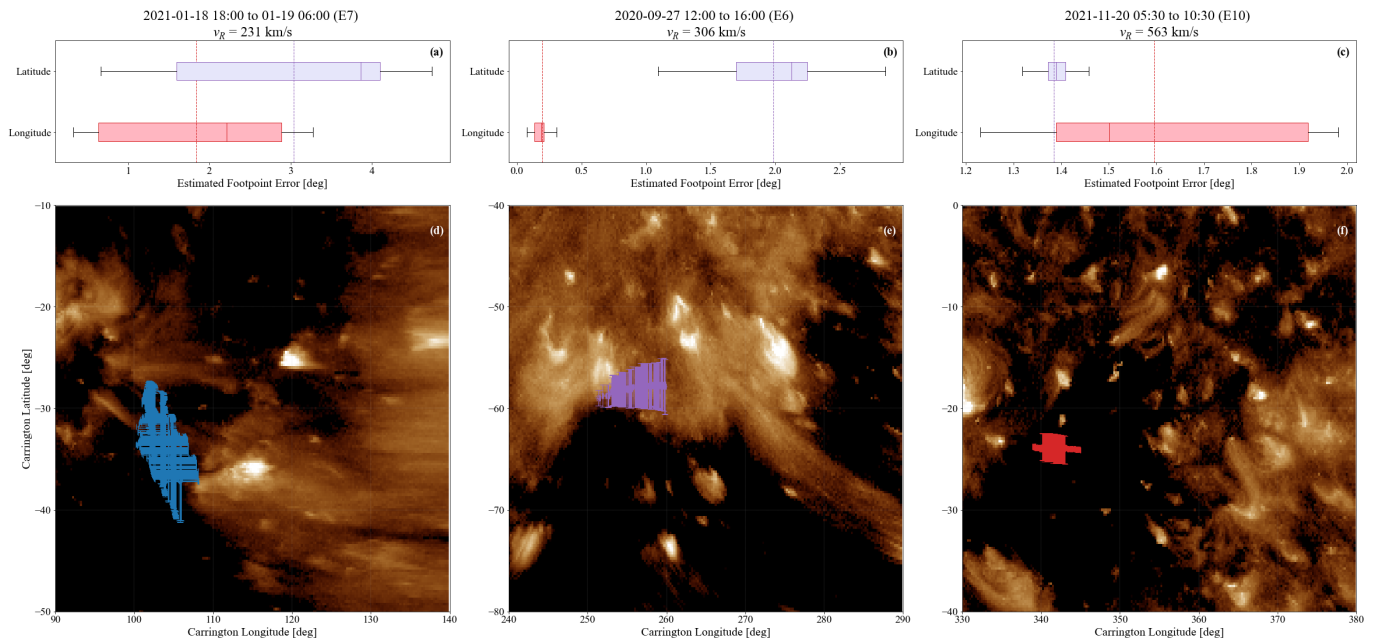 2021-01-18 18:00 to 01-19 06:00 (E7)
v_R = 231 km/s
(a)
Latitude
Longitude
1 2 3 4
Estimated Footpoint Error [deg]
2020-09-27 12:00 to 16:00 (E6)
v_R = 306 km/s
(b)
Latitude
Longitude
0.0 0.5 1.0 1.5 2.0 2.5
Estimated Footpoint Error [deg]
2021-11-20 05:30 to 10:30 (E10)
v_R = 563 km/s
(c)
Latitude
Longitude
1.2 1.3 1.4 1.5 1.6 1.7 1.8 1.9 2.0
Estimated Footpoint Error [deg]
(d)
Carrington Latitude [deg]
−10
−20
−30
−40
−50
90 100 110 120 130 140
Carrington Longitude [deg]
(e)
−40
−50
−60
−70
−80
240 250 260 270 280 290
Carrington Longitude [deg]
(f)
0
−10
−20
−30
−40
330 340 350 360 370 380
Carrington Longitude [deg]